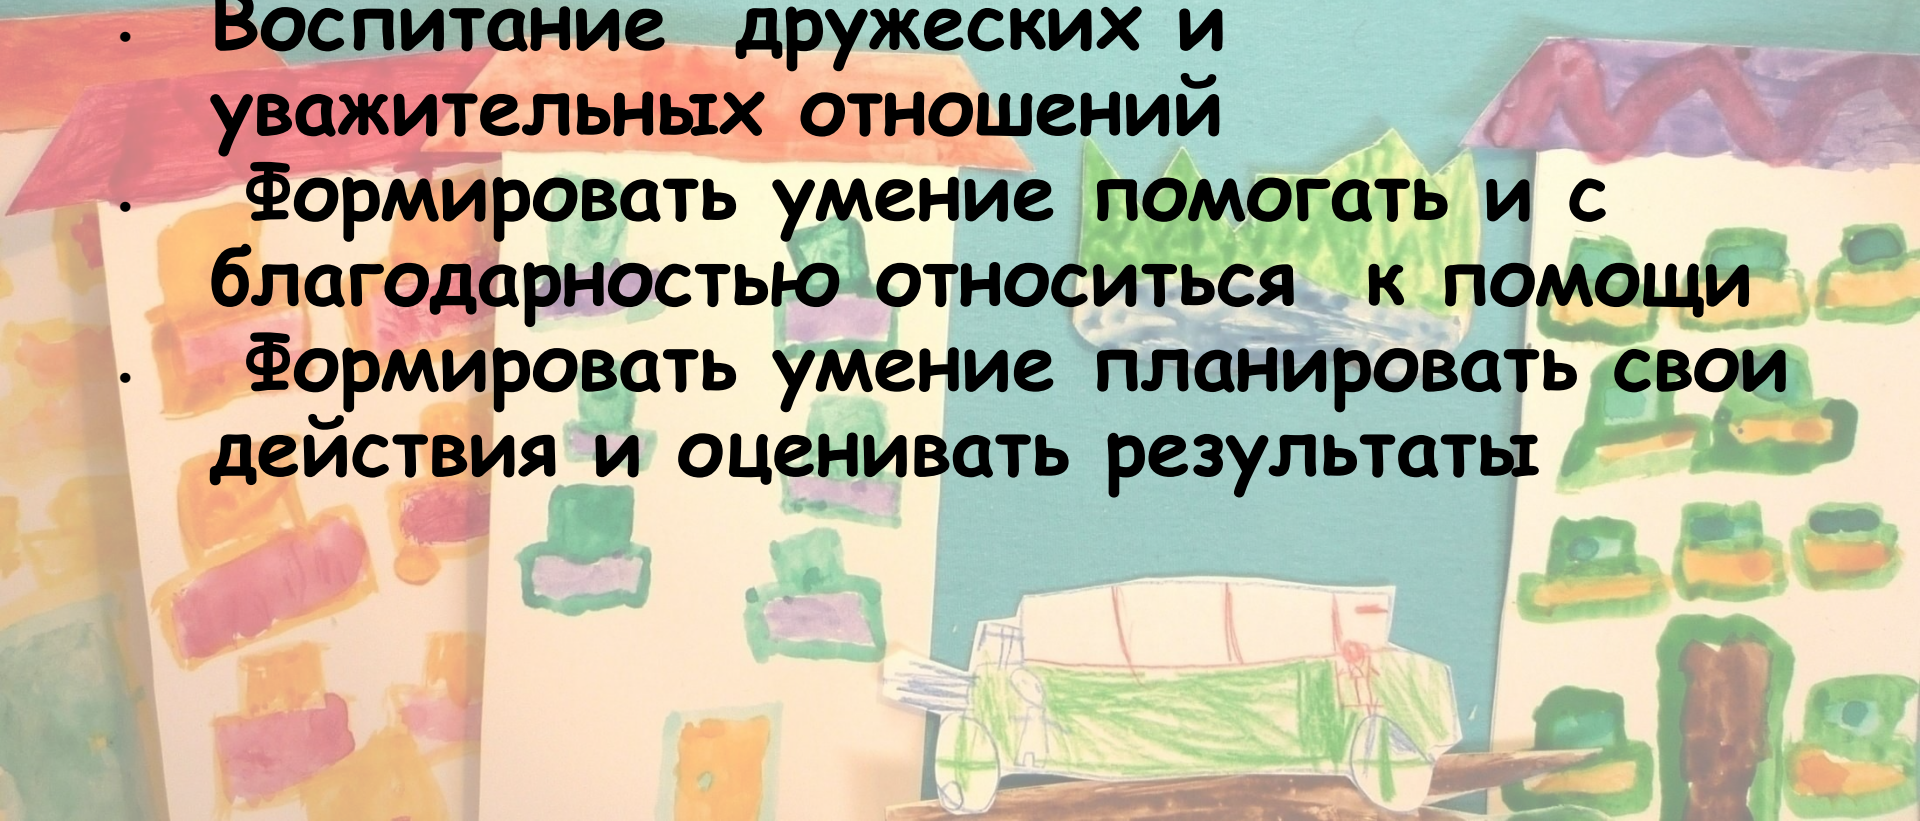 • Воспитание дружеских и
уважительных отношений
• Формировать умение помогать и с
благодарностью относиться к помощи
• Формировать умение планировать свои
действия и оценивать результаты